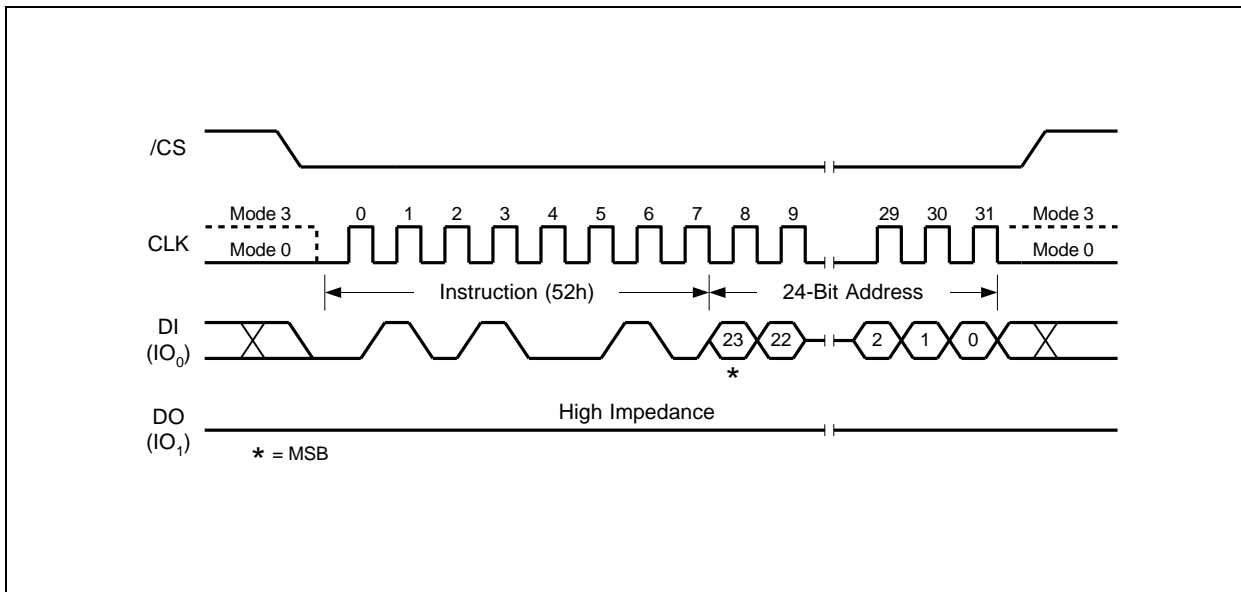 /CS
Mode 3 0 1 2 3 4 5 6 7 8 9 29 30 31 Mode 3
CLK Mode 0 Mode 0
Instruction (52h) 24-Bit Address
DI
(IO0) 23 22 2 1 0
*
High Impedance
DO
(IO1)
* = MSB